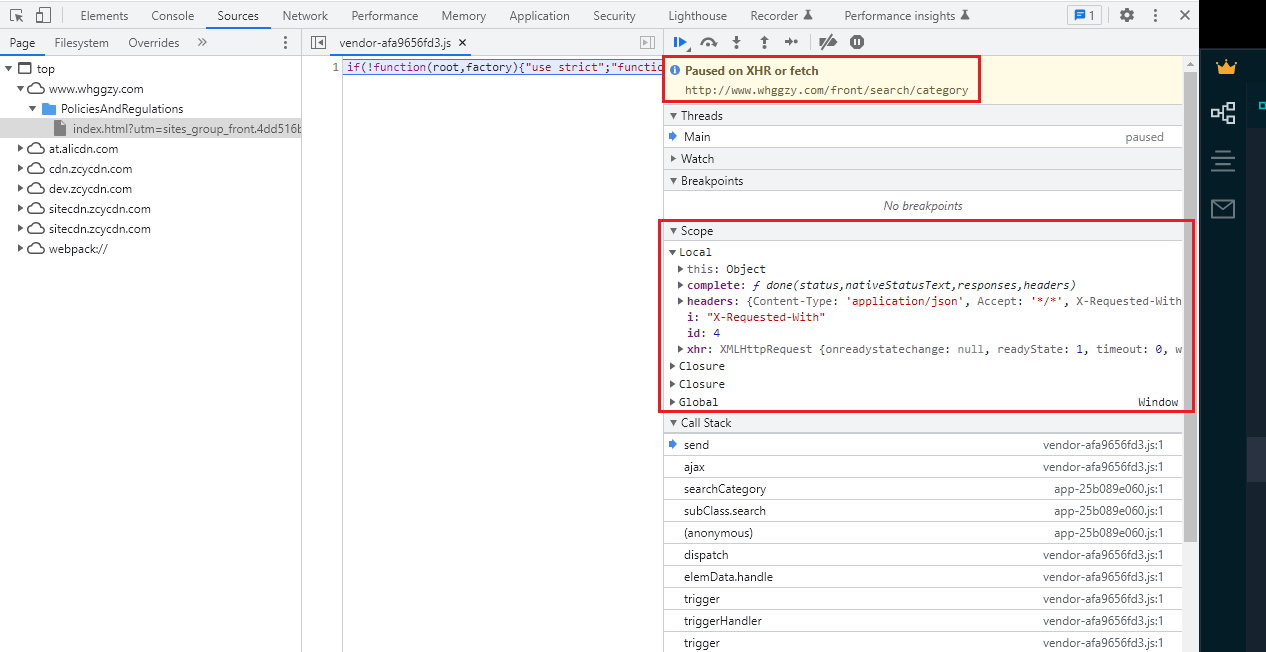 Elements Console Sources Network Performance Memory Application Security Lighthouse Recorder Performance insights 1
Page Filesystem Overrides »
vendor-afa9656fd3.js ×
top
www.whggzy.com
PoliciesAndRegulations
index.html?utm=sites_group_front.4dd516b
at.alicdn.com
cdn.zcycdn.com
dev.zcycdn.com
sitecdn.zcycdn.com
sitecdn.zcycdn.com
webpack://
1 if(!function(root,factory){"use strict";"functio
Paused on XHR or fetch
http://www.whggzy.com/front/search/category
Threads
Main paused
Watch
Breakpoints
No breakpoints
Scope
Local
this: Object
complete: ƒ done(status,nativeStatusText,responses,headers)
headers: {Content-Type: 'application/json', Accept: '*/*', X-Requested-With
i: "X-Requested-With"
id: 4
xhr: XMLHttpRequest {onreadystatechange: null, readyState: 1, timeout: 0, w
Closure
Closure
Global Window
Call Stack
send vendor-afa9656fd3.js:1
ajax vendor-afa9656fd3.js:1
searchCategory app-25b089e060.js:1
subClass.search app-25b089e060.js:1
(anonymous) app-25b089e060.js:1
dispatch vendor-afa9656fd3.js:1
elemData.handle vendor-afa9656fd3.js:1
trigger vendor-afa9656fd3.js:1
triggerHandler vendor-afa9656fd3.js:1
trigger vendor-afa9656fd3.js:1